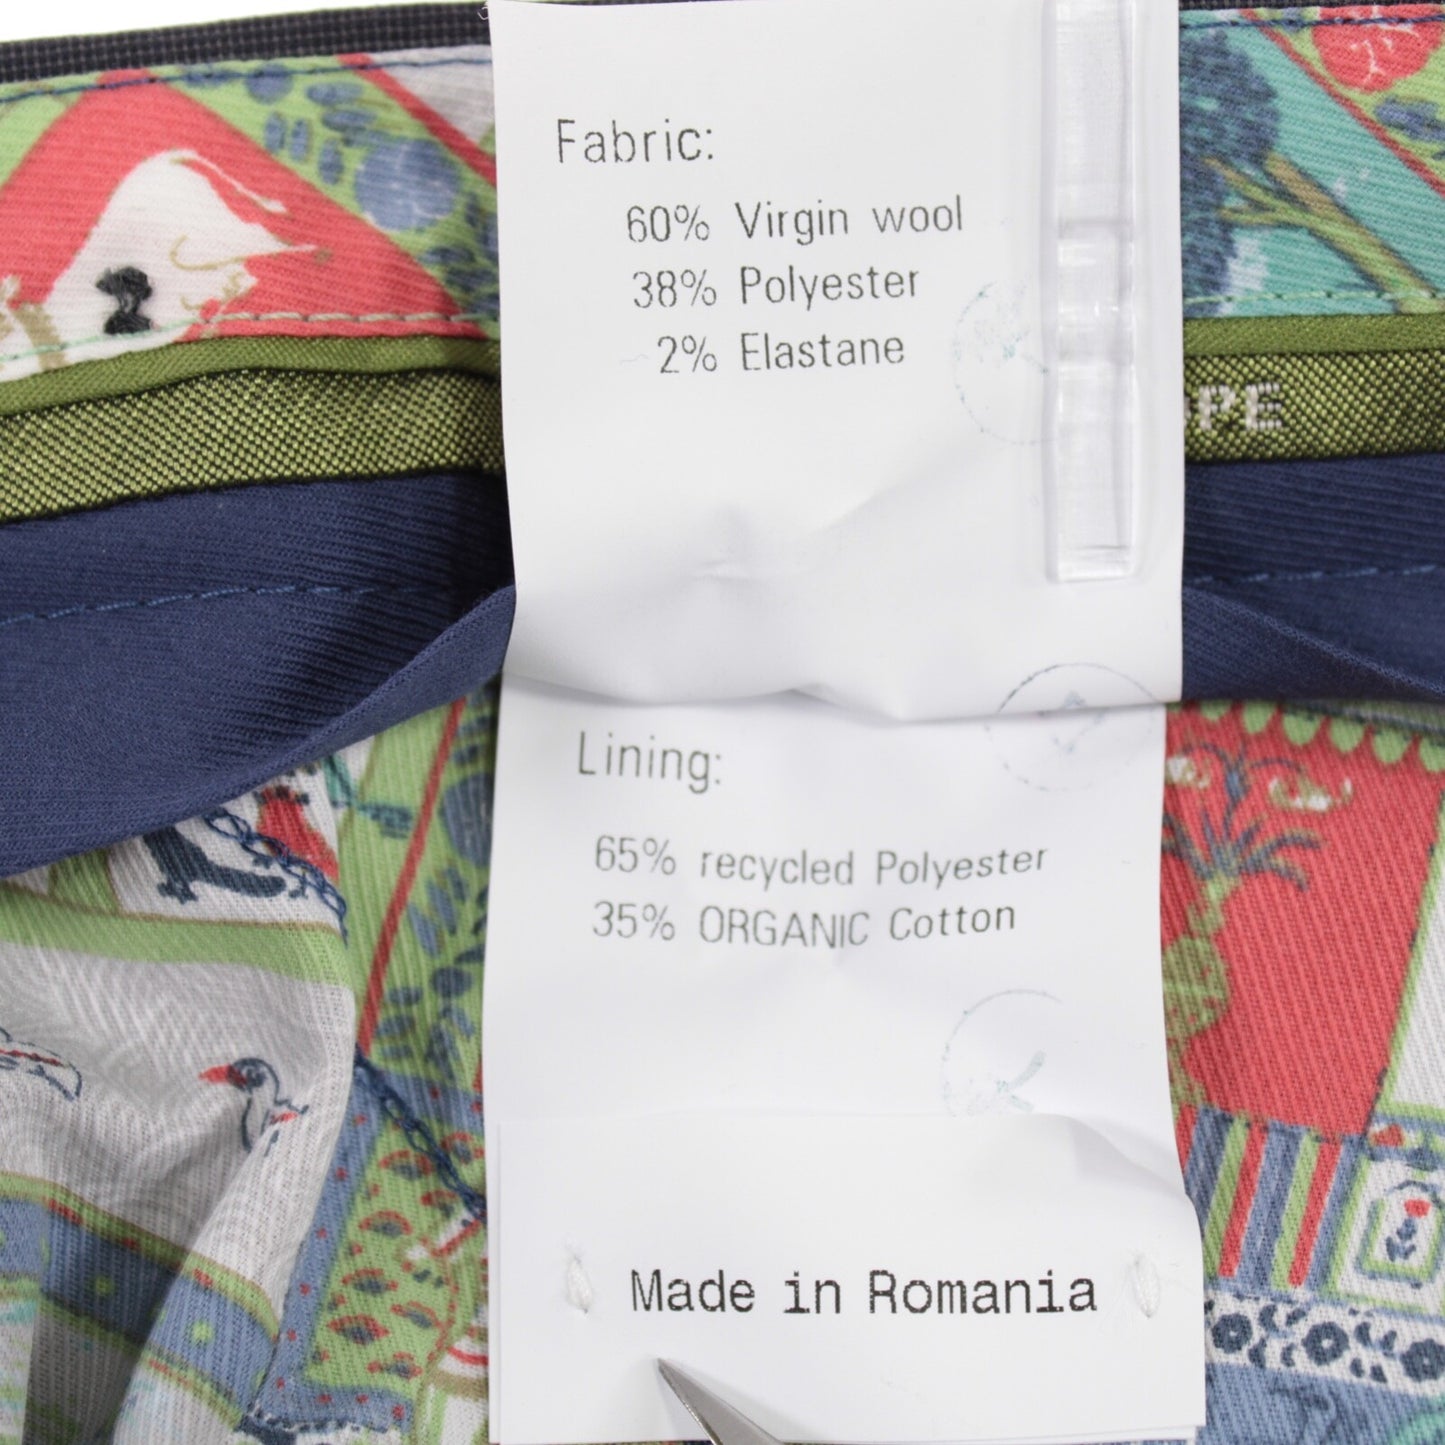 Fabric:
60% Virgin wool
38% Polyester
2% Elastane
Lining:
65% recycled Polyester
35% ORGANIC Cotton
Made in Romania